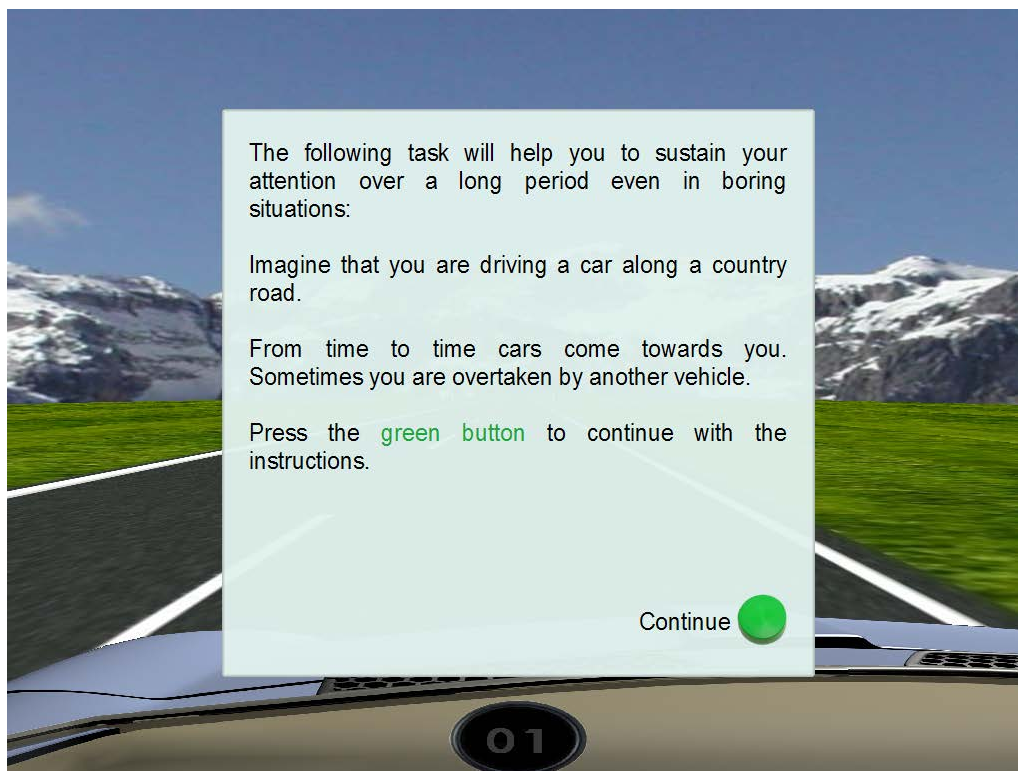 The following task will help you to sustain your
attention over a long period even in boring
situations:
Imagine that you are driving a car along a country
road.
From time to time cars come towards you.
Sometimes you are overtaken by another vehicle.
Press the green button to continue with the
instructions.
Continue
01